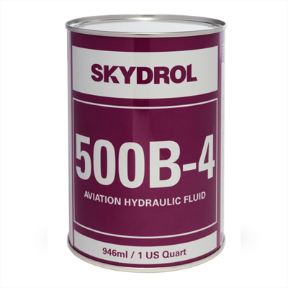 SKYDROL
500B-4
AVIATION HYDRAULIC FLUID
946ml / 1 US Quart